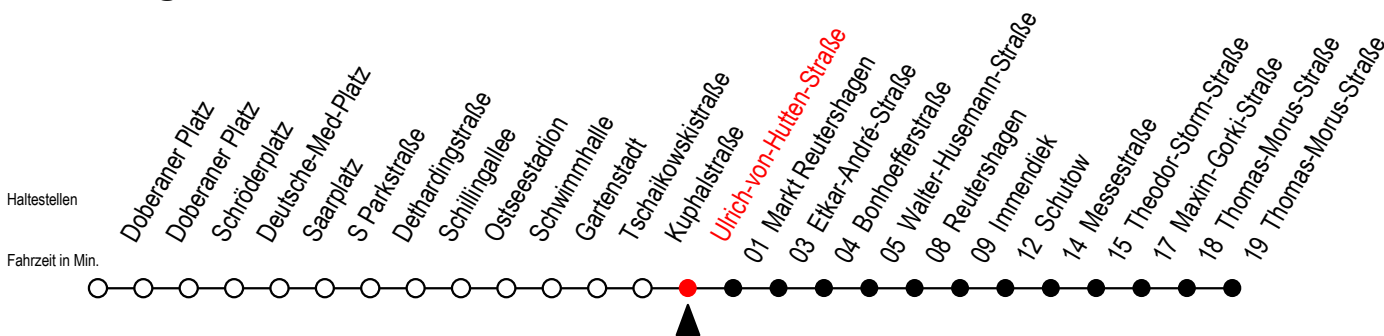 Haltestellen
Doberaner Platz
Doberaner Platz
Schröderplatz
Deutsche-Med-Platz
Saarplatz
S Parkstraße
Dethardingstraße
Schillingallee
Ostseestadion
Schwimmhalle
Gartenstadt
Tschaikowskistraße
Kuphalstraße
Ulrich-von-Hutten-Straße
01 Markt Reutershagen
03 Etkar-André-Straße
04 Bonhoefferstraße
05 Walter-Husemann-Straße
08 Reutershagen
09 Immendiek
12 Schutow
14 Messestraße
15 Theodor-Storm-Straße
17 Maxim-Gorki-Straße
18 Thomas-Morus-Straße
19 Thomas-Morus-Straße
Fahrzeit in Min.